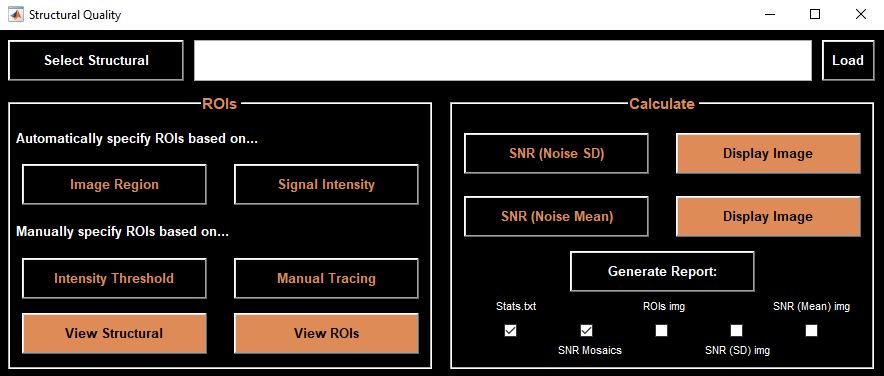 Structural Quality
Select Structural
Load
ROIs
Automatically specify ROIs based on...
Image Region
Signal Intensity
Manually specify ROIs based on...
Intensity Threshold
Manual Tracing
View Structural
View ROIs
Calculate
SNR (Noise SD)
Display Image
SNR (Noise Mean)
Display Image
Generate Report:
Stats.txt
ROIs img
SNR (Mean) img
SNR Mosaics
SNR (SD) img